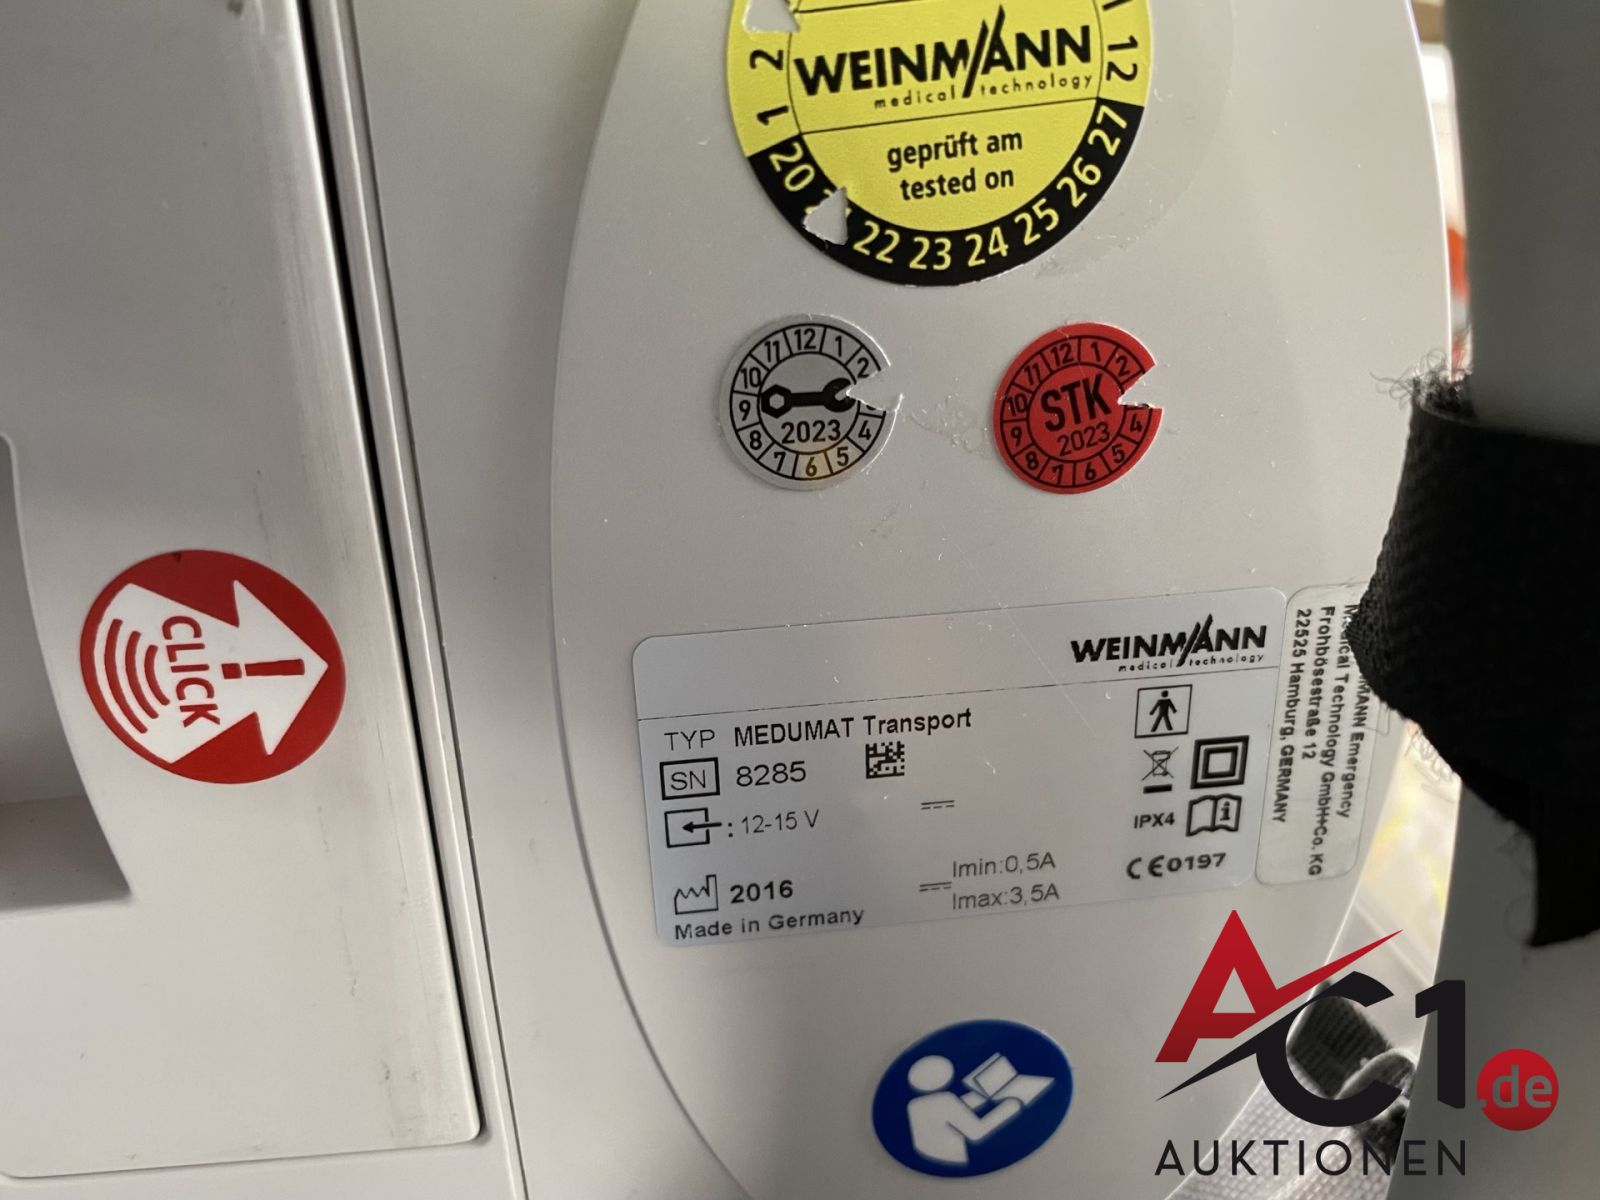 1 2
WEINMANN
medical technology
12
geprüft am
tested on
20 22 23 24 25 26 27
9 10 11 12 1 2
2023
8 7 6 5 4
9 10 11 12 1 2
STK
2023
8 7 6 5 4
CLICK
!
WEINMANN
medical technology
TYP MEDUMAT Transport
SN 8285
: 12-15 V
IPX4
Imin:0,5A
CE0197
2016
Imax:3,5A
Made in Germany
MANN Emergency
Medical Technology GmbH+Co. KG
Frohbösestraße 12
22525 Hamburg, GERMANY
AC1.de
AUKTIONEN